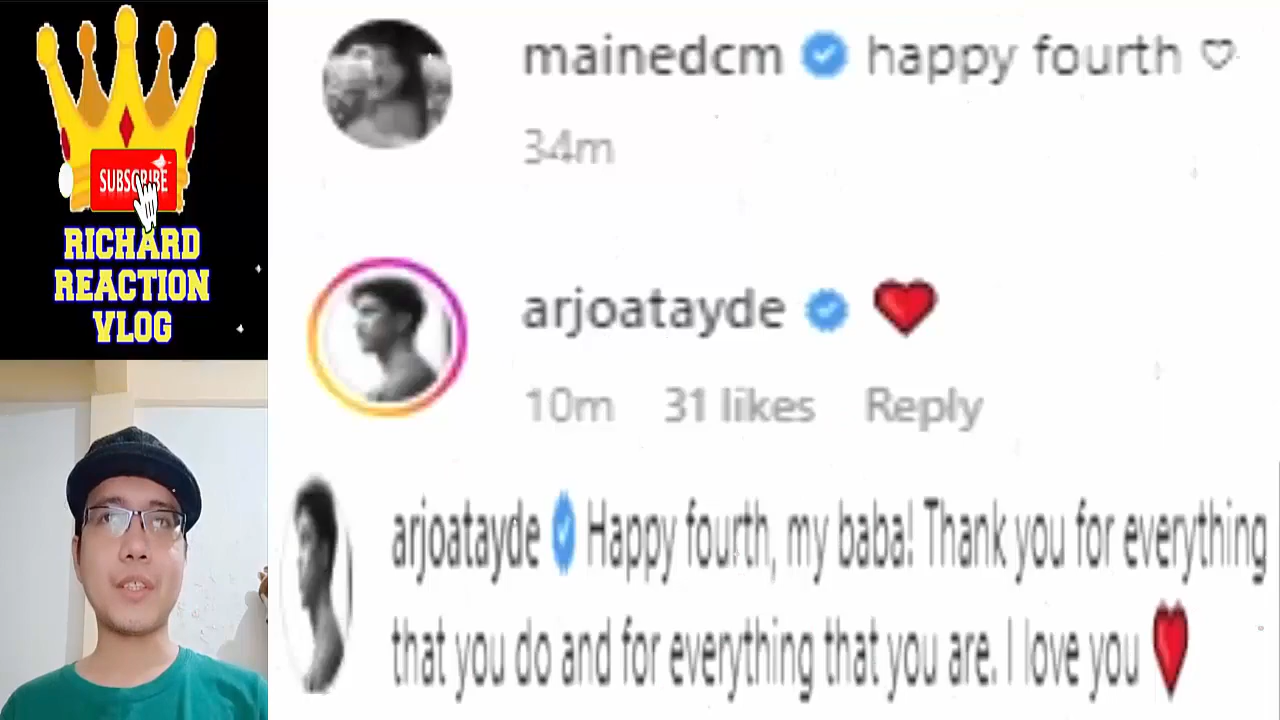 SUBSCRIBE
RICHARD
REACTION
VLOG
mainedcm happy fourth ♡
34m
arjoatayde ❤️
10m 31 likes Reply
arjoatayde Happy fourth, my baba! Thank you for everything
that you do and for everything that you are. I love you ❤️